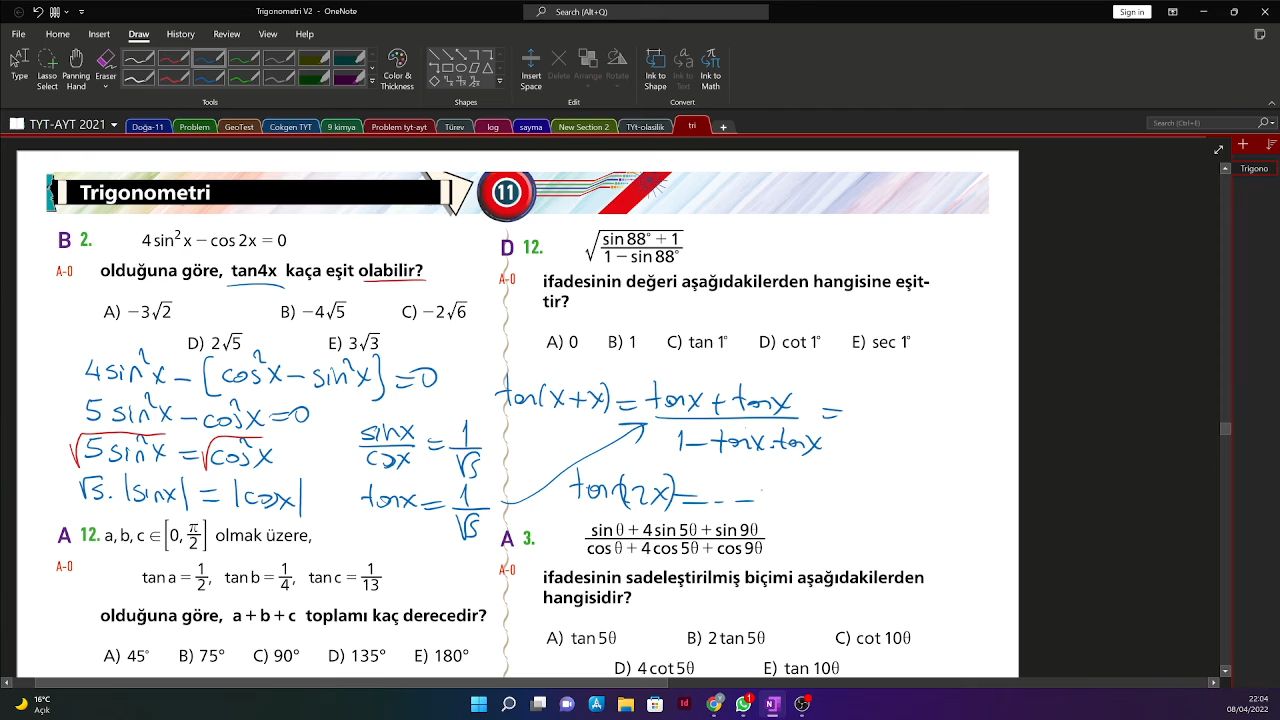 Trigonometri V2 - OneNote
Search (Alt+Q)
Sign in
File Home Insert Draw History Review View Help
Type
Lasso Select
Panning Hand
Eraser
Color & Thickness
Insert Space
Delete
Arrange
Rotate
Ink to Shape
Ink to Text
Ink to Math
Tools
Shapes
Edit
Convert
TYT-AYT 2021
Doğa-11 Problem GeoTest Cokgen TYT 9 kimya Problem tyt-ayt Türev log sayma New Section 2 TYt-olasilik tri
Search (Ctrl+E)
Trigono
Trigonometri
11
B 2. 4 sin²x − cos 2x = 0
A-0 olduğuna göre, tan4x kaça eşit olabilir?
A) −3√2 B) −4√5 C) −2√6
D) 2√5 E) 3√3
4sin²x − [cos²x − sin²x] = 0
5 sin²x − cos²x = 0
√5sin²x = √cos²x
√5 . |sinx| = |cosx|
sinx/cosx = 1/√5
tanx = 1/√5
A 12. a, b, c ∈ [0, π/2] olmak üzere,
A-0 tan a = 1/2, tan b = 1/4, tan c = 1/13
olduğuna göre, a + b + c toplamı kaç derecedir?
A) 45° B) 75° C) 90° D) 135° E) 180°
D 12. √((sin 88° + 1)/(1 − sin 88°))
A-0 ifadesinin değeri aşağıdakilerden hangisine eşit-
tir?
A) 0 B) 1 C) tan 1° D) cot 1° E) sec 1°
tan(x+x) = (tanx + tanx)/(1 − tanx.tanx) =
tan(2x) = . –
A 3. (sin θ + 4 sin 5θ + sin 9θ)/(cos θ + 4 cos 5θ + cos 9θ)
A-0 ifadesinin sadeleştirilmiş biçimi aşağıdakilerden
hangisidir?
A) tan 5θ B) 2 tan 5θ C) cot 10θ
D) 4 cot 5θ E) tan 10θ
16°C
Açık
22:04
08/04/2022